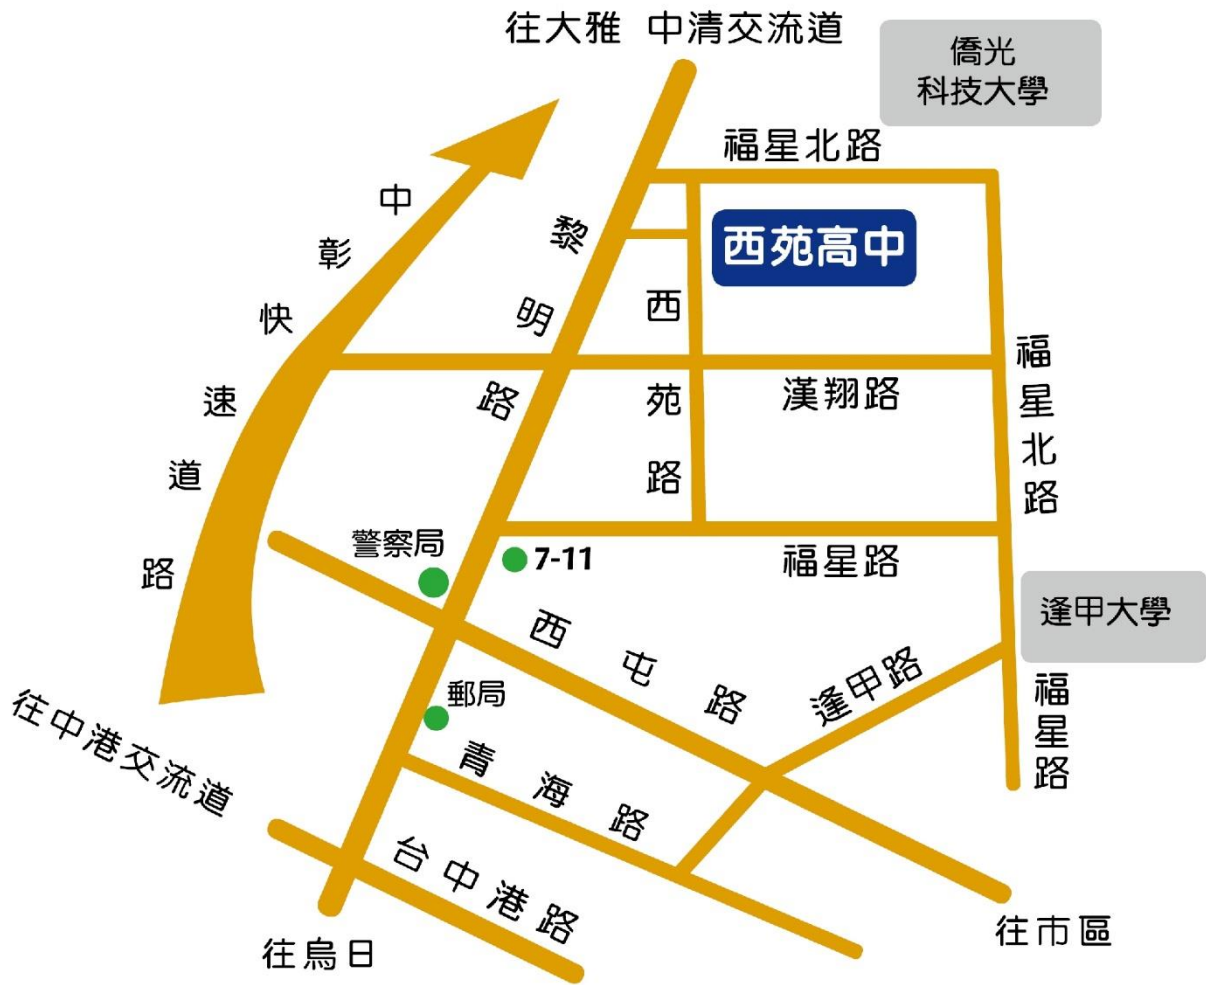 往大雅 中清交流道
僑光
科技大學
福星北路
西苑高中
中彰快速道路
黎明路
西苑路
漢翔路
福星北路
警察局
7-11
福星路
逢甲大學
西屯路
逢甲路
福星路
郵局
往中港交流道
青海路
台中港路
往烏日
往市區